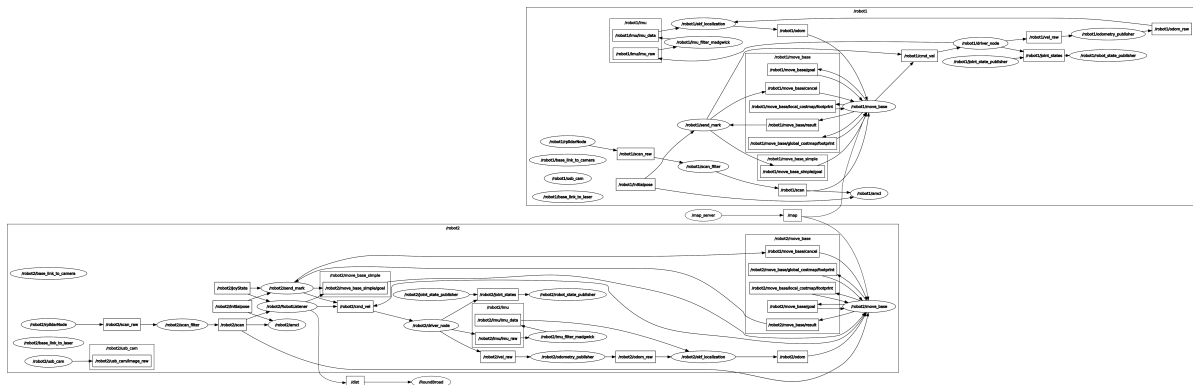 /robot1
/robot1/imu
/robot1/imu/imu_data
/robot1/imu/imu_raw
/robot1/ekf_localization
/robot1/imu_filter_madgwick
/robot1/odom
/robot1/driver_node
/robot1/vel_raw
/robot1/odometry_publisher
/robot1/odom_raw
/robot1/cmd_vel
/robot1/joint_state_publisher
/robot1/joint_states
/robot1/robot_state_publisher
/robot1/move_base
/robot1/move_base/goal
/robot1/move_base/cancel
/robot1/move_base/local_costmap/footprint
/robot1/move_base/result
/robot1/move_base/global_costmap/footprint
/robot1/move_base
/robot1/send_mark
/robot1/move_base_simple
/robot1/move_base_simple/goal
/robot1/rplidarNode
/robot1/scan_raw
/robot1/base_link_to_camera
/robot1/scan_filter
/robot1/usb_cam
/robot1/initialpose
/robot1/scan
/robot1/base_link_to_laser
/robot1/amcl
/map_server
/map
/robot2
/robot2/move_base
/robot2/move_base/cancel
/robot2/move_base/global_costmap/footprint
/robot2/move_base/local_costmap/footprint
/robot2/move_base/goal
/robot2/move_base/result
/robot2/move_base
/robot2/base_link_to_camera
/robot2/JoyState
/robot2/send_mark
/robot2/move_base_simple
/robot2/move_base_simple/goal
/robot2/joint_state_publisher
/robot2/joint_states
/robot2/robot_state_publisher
/robot2/initialpose
/robot2/cmd_vel
/robot2/imu
/robot2/imu/imu_data
/robot2/imu/imu_raw
/robot2/imu_filter_madgwick
/robot2/rplidarNode
/robot2/scan_raw
/robot2/scan_filter
/robot2/scan
/robot2/amcl
/robot2/driver_node
/robot2/base_link_to_laser
/robot2/usb_cam
/robot2/usb_cam
/robot2/usb_cam/image_raw
/robot2/vel_raw
/robot2/odometry_publisher
/robot2/odom_raw
/robot2/ekf_localization
/robot2/odom
/dist